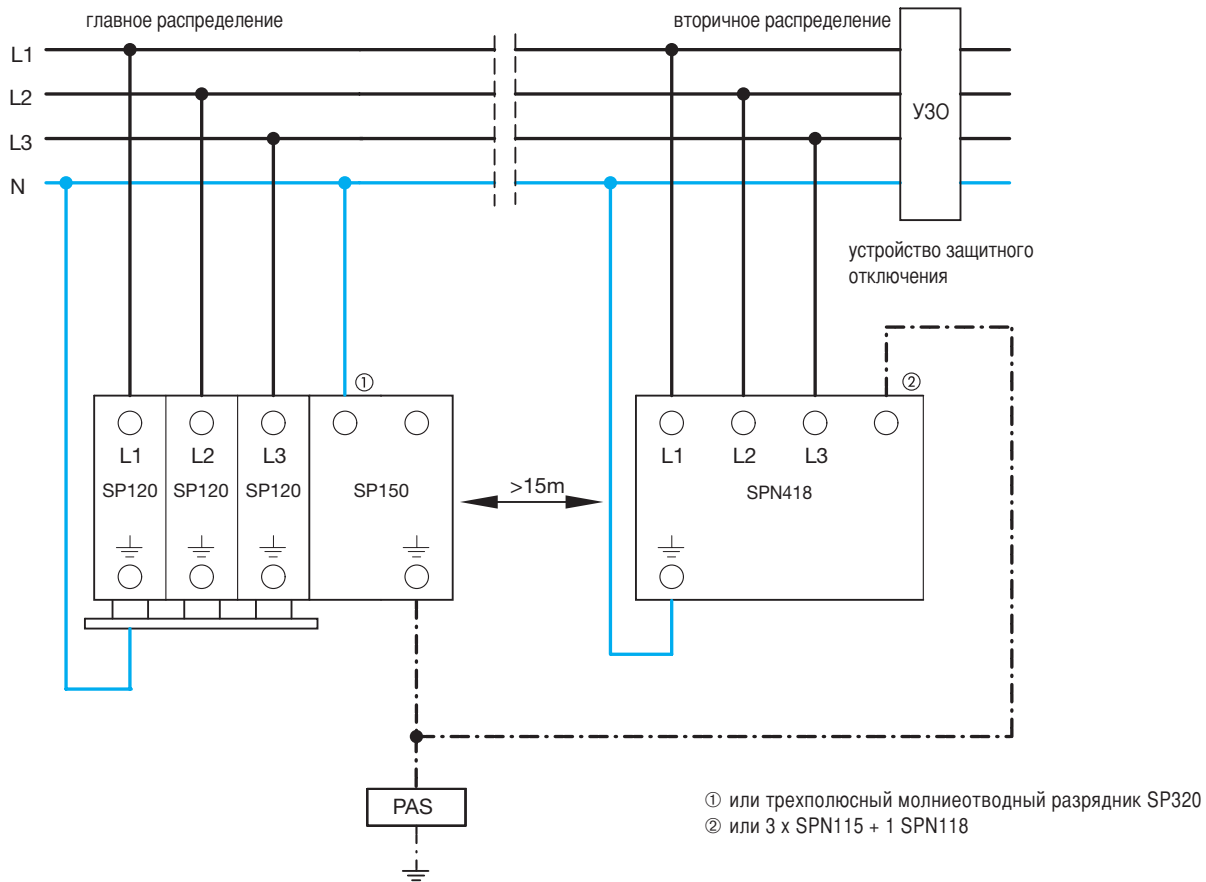 главное распределение
вторичное распределение
L1
L2
L3
N
УЗО
устройство защитного
отключения
①
②
L1
L2
L3
SP120
SP120
SP120
SP150
>15m
L1
L2
L3
SPN418
PAS
① или трехполюсный молниеотводный разрядник SP320
② или 3 x SPN115 + 1 SPN118